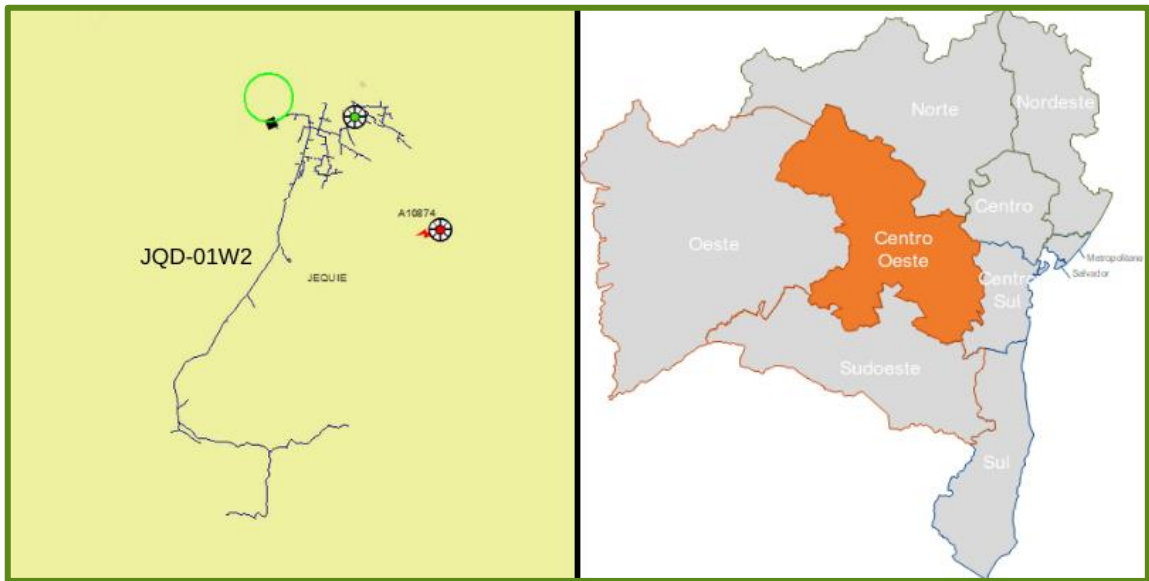 A10874
JQD-01W2
JEQUIE
Norte
Nordeste
Centro
Oeste
Centro
Oeste
Metropolitana
Salvador
Centro
Sul
Sudoeste
Sul